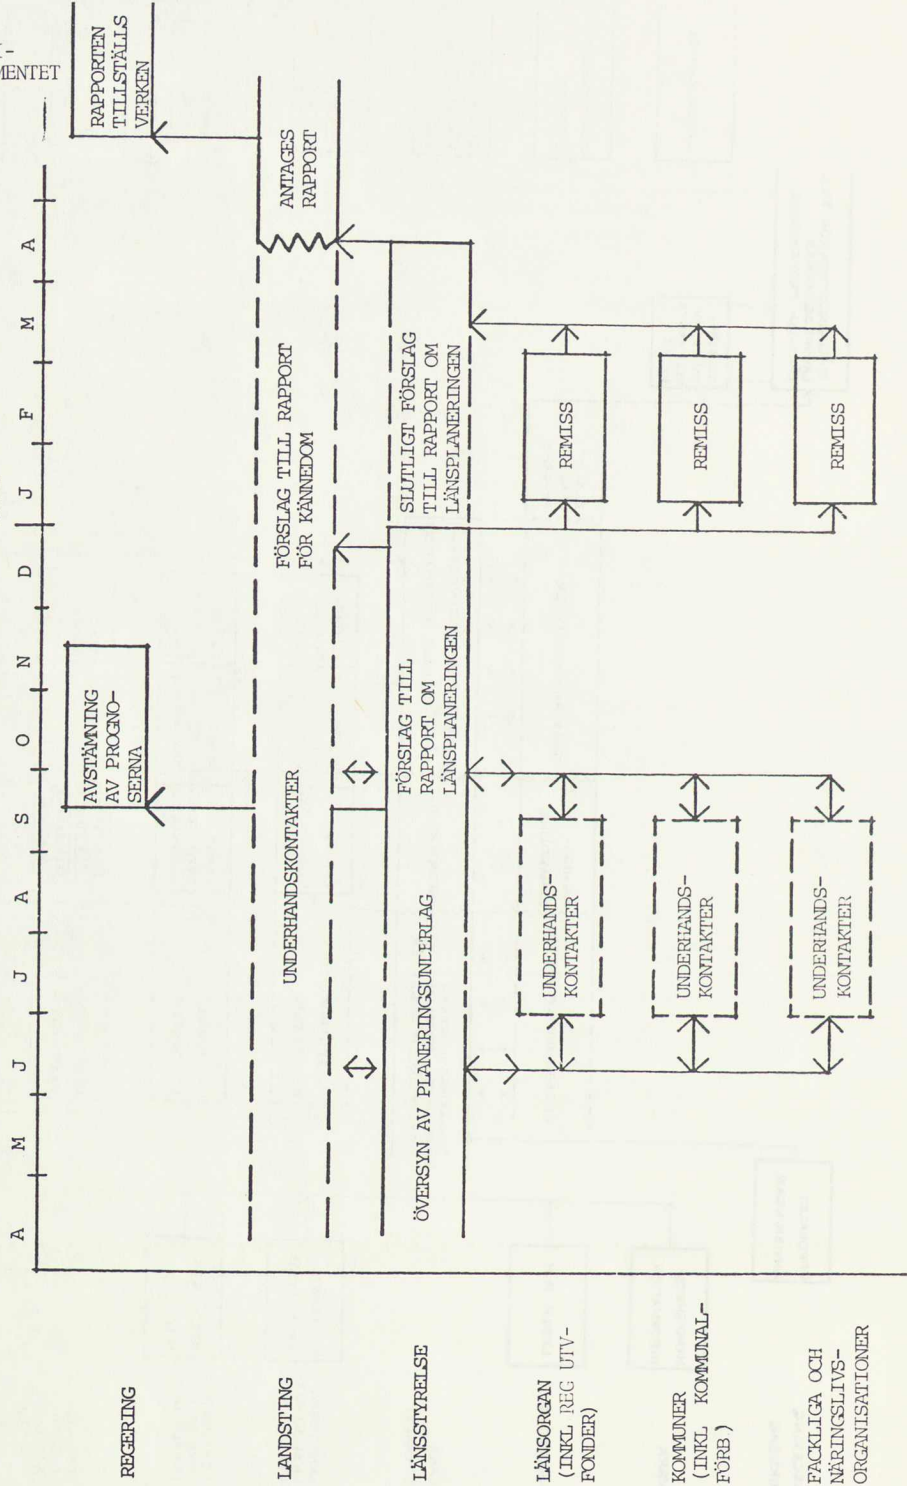 A M J J A S O N D J F M A
-
MENTET
REGERING
AVSTÄMNING
AV PROGNO-
SERNA
RAPPORTEN
TILLSTÄLLS
VERKEN
LANDSTING
UNDERHANDSKONTAKTER
FÖRSLAG TILL RAPPORT
FÖR KÄNNEDOM
ANTAGES
RAPPORT
LÄNSSTYRELSE
ÖVERSYN AV PLANERINGSUNLERLAG
FÖRSLAG TILL
RAPPORT OM
LÄNSPLANERINGEN
SLUTLIGT FÖRSLAG
TILL RAPPORT OM
LÄNSPLANERINGEN
LÄNSORGAN
(INKL REG UTV-
FONDER)
UNDERHANDS-
KONTAKTER
REMISS
KOMMUNER
(INKL KOMMUNAL-
FÖRB)
UNDERHANDS-
KONTAKTER
REMISS
FACKLIGA OCH
NÄRINGSLIVS-
ORGANISATIONER
UNDERHANDS-
KONTAKTER
REMISS